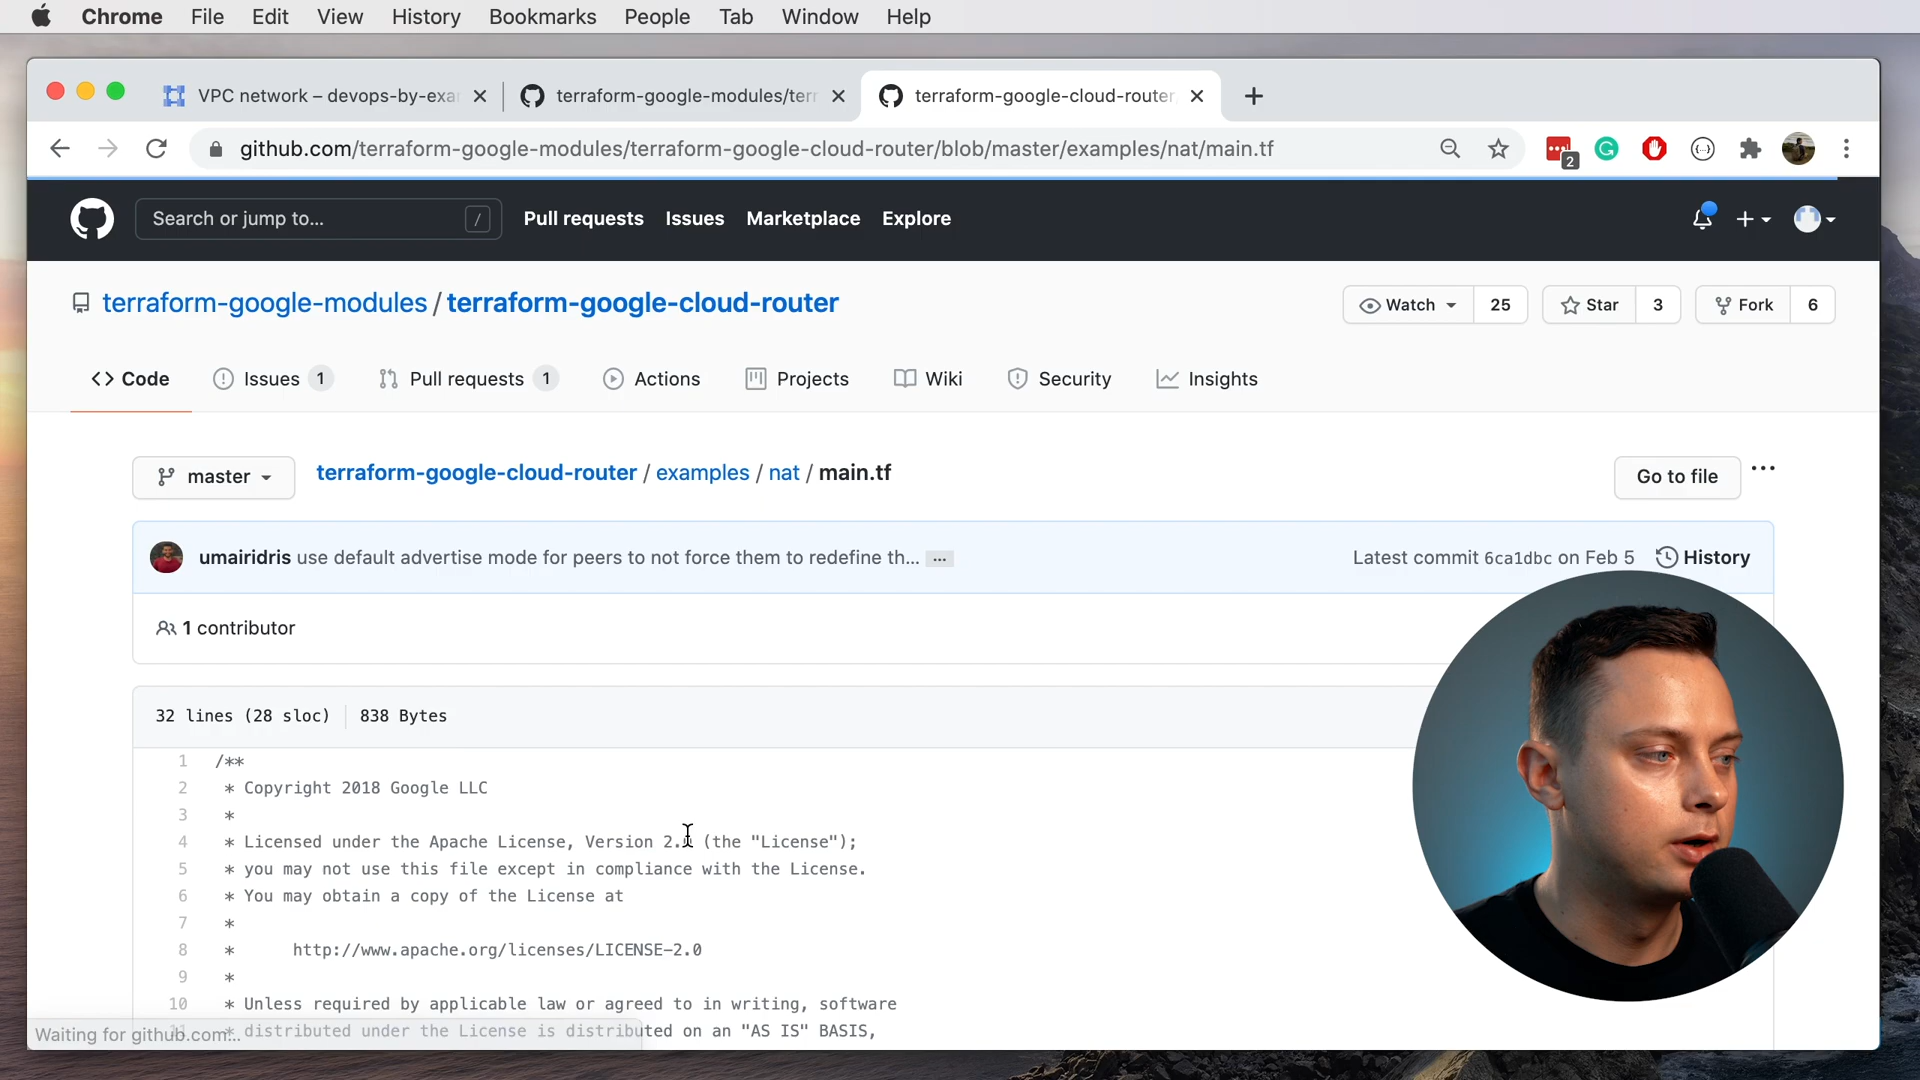 Chrome File Edit View History Bookmarks People Tab Window Help
VPC network – devops-by-exa
terraform-google-modules/terr
terraform-google-cloud-router
github.com/terraform-google-modules/terraform-google-cloud-router/blob/master/examples/nat/main.tf
2
Search or jump to... / Pull requests Issues Marketplace Explore
terraform-google-modules / terraform-google-cloud-router
Watch 25 Star 3 Fork 6
Code Issues 1 Pull requests 1 Actions Projects Wiki Security Insights
master terraform-google-cloud-router / examples / nat / main.tf Go to file ...
umairidris use default advertise mode for peers to not force them to redefine th... ... Latest commit 6ca1dbc on Feb 5 History
1 contributor
32 lines (28 sloc) 838 Bytes
1 /**
2 * Copyright 2018 Google LLC
3 *
4 * Licensed under the Apache License, Version 2.0 (the "License");
5 * you may not use this file except in compliance with the License.
6 * You may obtain a copy of the License at
7 *
8 * http://www.apache.org/licenses/LICENSE-2.0
9 *
10 * Unless required by applicable law or agreed to in writing, software
11 * distributed under the License is distributed on an "AS IS" BASIS,
Waiting for github.com...